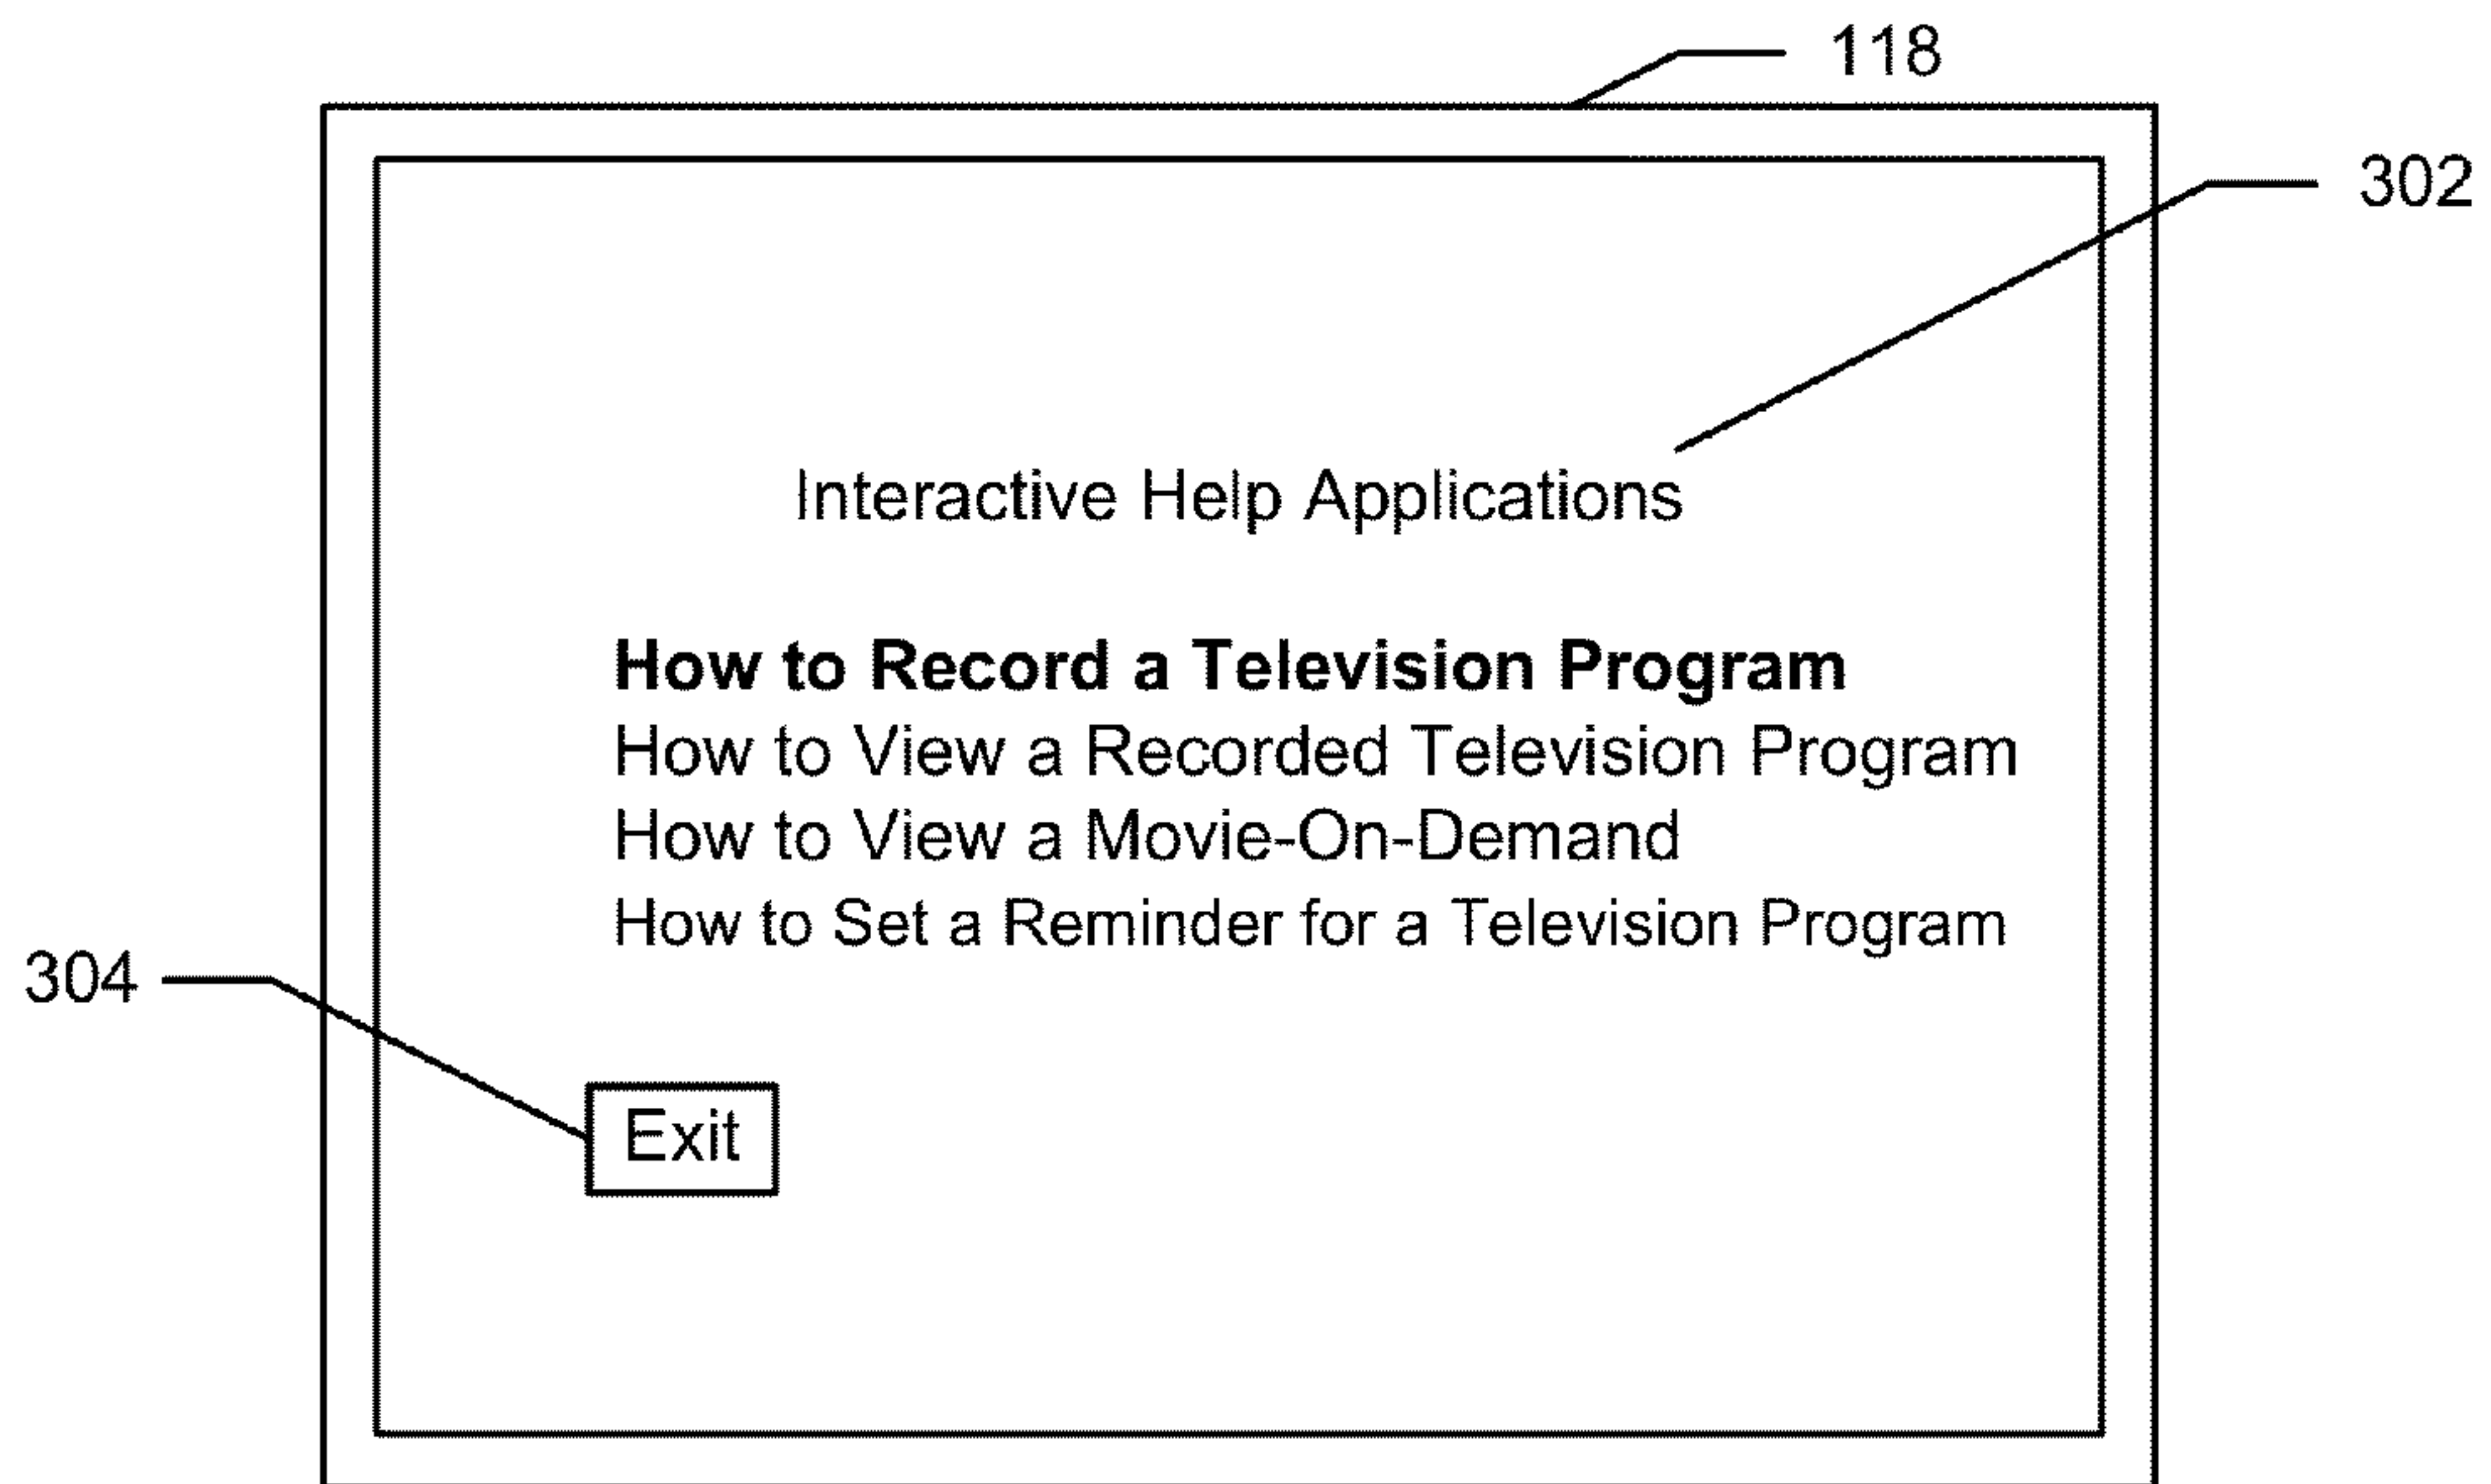 118
302
Interactive Help Applications
How to Record a Television Program
How to View a Recorded Television Program
How to View a Movie-On-Demand
How to Set a Reminder for a Television Program
304
Exit